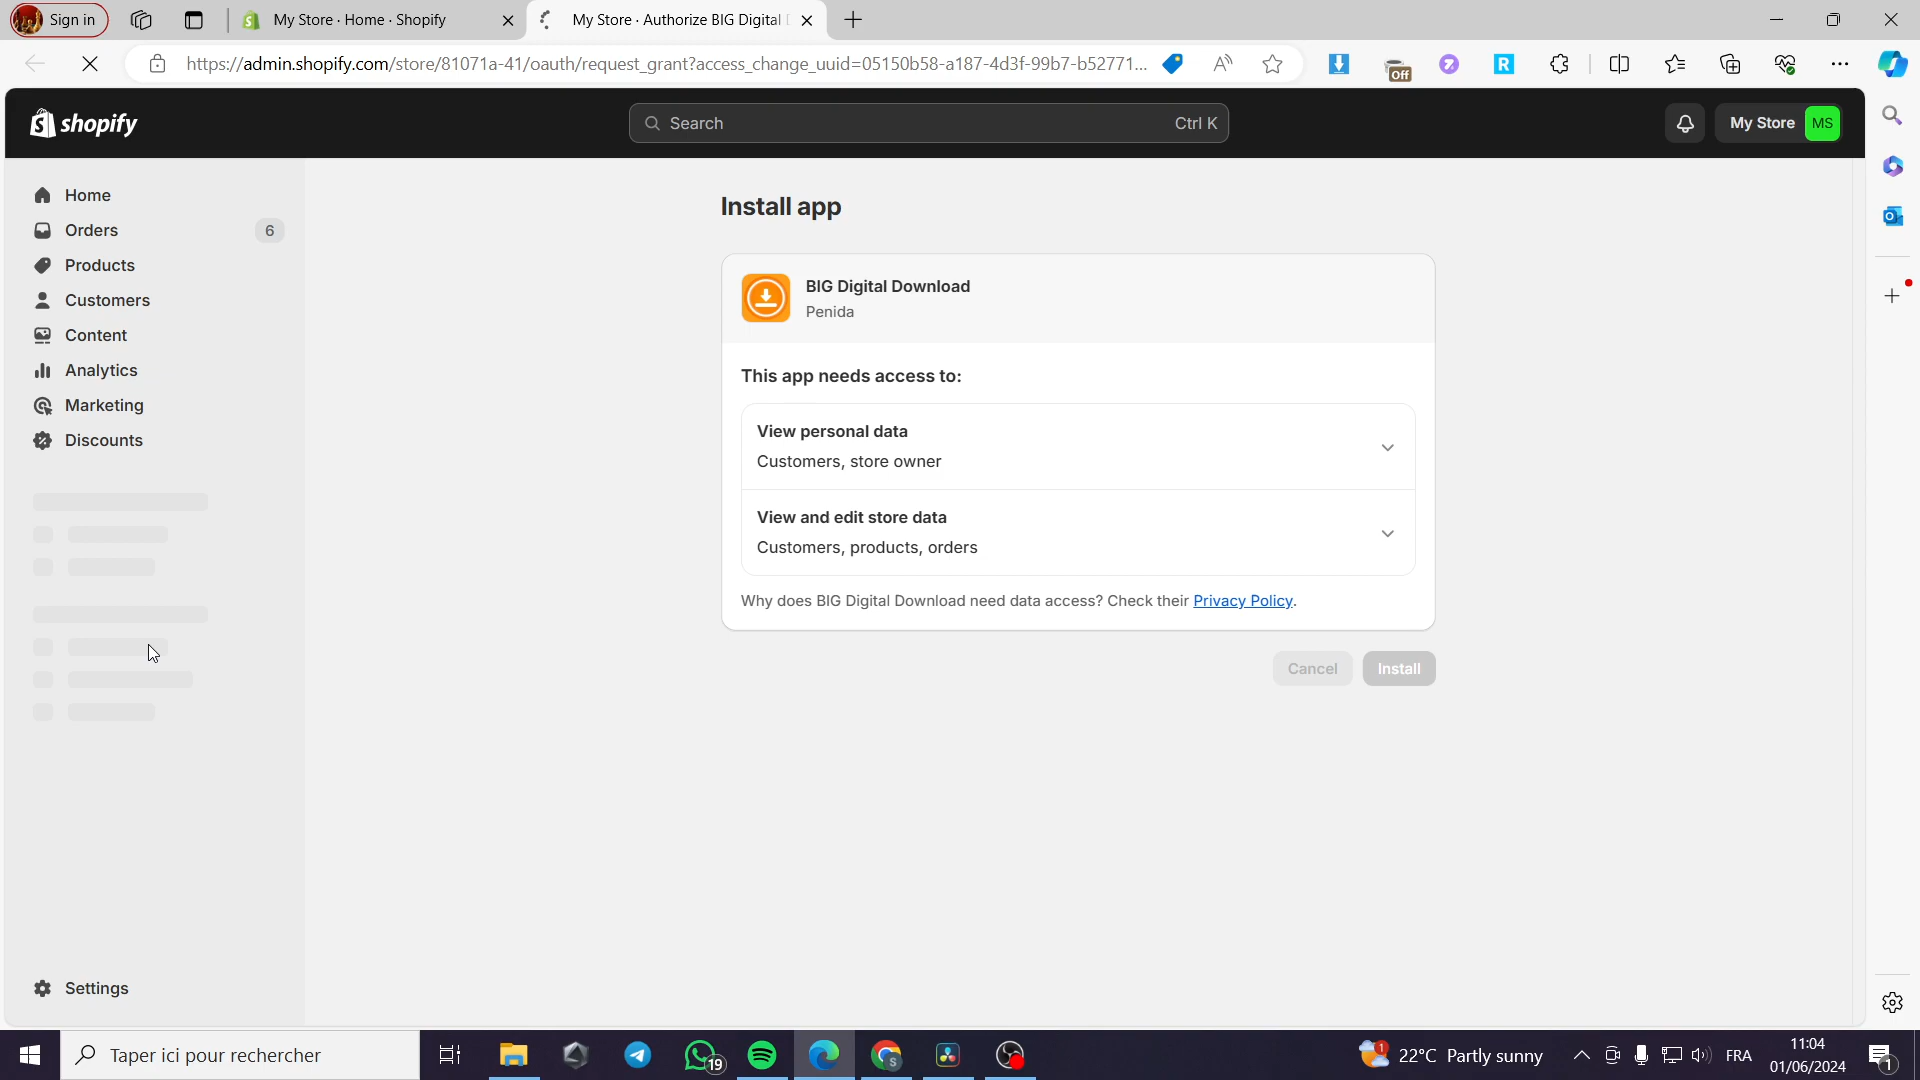 Sign in
My Store · Home · Shopify
My Store · Authorize BIG Digital
https://admin.shopify.com/store/81071a-41/oauth/request_grant?access_change_uuid=05150b58-a187-4d3f-99b7-b52771...
Off
shopify
Search
Ctrl K
My Store
MS
Home
Orders
6
Products
Customers
Content
Analytics
Marketing
Discounts
Settings
Install app
BIG Digital Download
Penida
This app needs access to:
View personal data
Customers, store owner
View and edit store data
Customers, products, orders
Why does BIG Digital Download need data access? Check their Privacy Policy.
Cancel
Install
Taper ici pour rechercher
19
1
22°C Partly sunny
FRA
11:04
01/06/2024
1